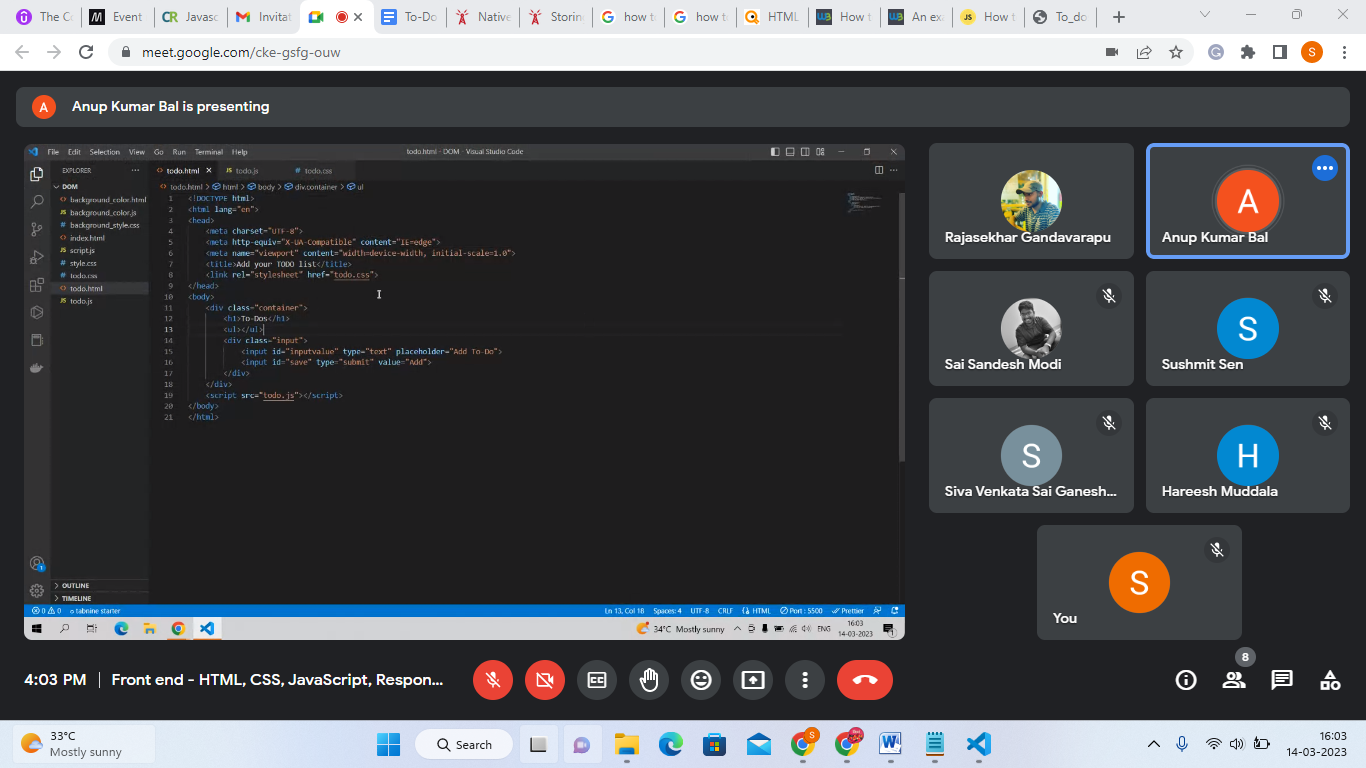 The Co
Event
Javasc
Invitat
To-Do
Native
Storin
how t
how t
HTML
How t
An exa
How t
To_do
meet.google.com/cke-gsfg-ouw
S
A
Anup Kumar Bal is presenting
File Edit Selection View Go Run Terminal Help
todo.html - DOM - Visual Studio Code
EXPLORER
DOM
background_color.html
background_color.js
background_style.css
index.html
script.js
style.css
todo.css
todo.html
todo.js
OUTLINE
TIMELINE
todo.html
todo.js
todo.css
todo.html > html > body > div.container > ul
1 <!DOCTYPE html>
2 <html lang="en">
3 <head>
4 <meta charset="UTF-8">
5 <meta http-equiv="X-UA-Compatible" content="IE=edge">
6 <meta name="viewport" content="width=device-width, initial-scale=1.0">
7 <title>Add your TODO list</title>
8 <link rel="stylesheet" href="todo.css">
9 </head>
10 <body>
11 <div class="container">
12 <h1>To-Dos</h1>
13 <ul></ul>
14 <div class="input">
15 <input id="inputvalue" type="text" placeholder="Add To-Do">
16 <input id="save" type="submit" value="Add">
17 </div>
18 </div>
19 <script src="todo.js"></script>
20 </body>
21 </html>
0 0 tabnine starter
Ln 13, Col 18 Spaces: 4 UTF-8 CRLF HTML Port : 5500 Prettier
34°C Mostly sunny
ENG
16:03
14-03-2023
Rajasekhar Gandavarapu
A
Anup Kumar Bal
Sai Sandesh Modi
S
Sushmit Sen
S
Siva Venkata Sai Ganesh...
H
Hareesh Muddala
S
You
4:03 PM | Front end - HTML, CSS, JavaScript, Respon...
8
33°C
Mostly sunny
Search
16:03
14-03-2023